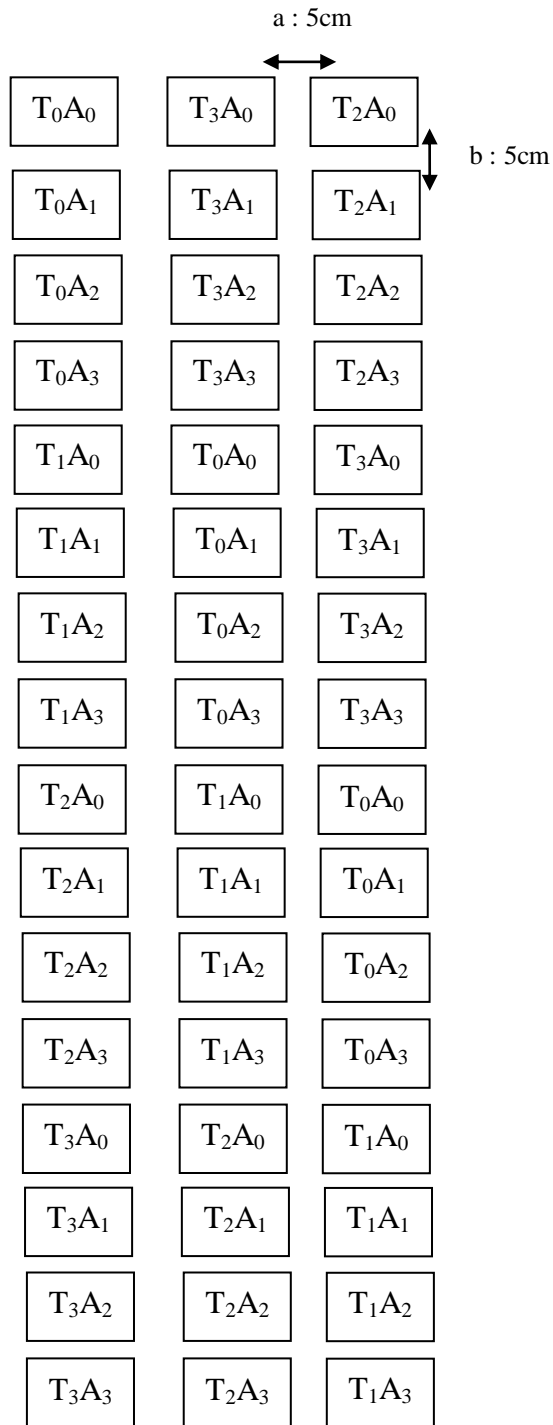 a : 5cm
T₀A₀ T₃A₀ T₂A₀
b : 5cm
T₀A₁ T₃A₁ T₂A₁
T₀A₂ T₃A₂ T₂A₂
T₀A₃ T₃A₃ T₂A₃
T₁A₀ T₀A₀ T₃A₀
T₁A₁ T₀A₁ T₃A₁
T₁A₂ T₀A₂ T₃A₂
T₁A₃ T₀A₃ T₃A₃
T₂A₀ T₁A₀ T₀A₀
T₂A₁ T₁A₁ T₀A₁
T₂A₂ T₁A₂ T₀A₂
T₂A₃ T₁A₃ T₀A₃
T₃A₀ T₂A₀ T₁A₀
T₃A₁ T₂A₁ T₁A₁
T₃A₂ T₂A₂ T₁A₂
T₃A₃ T₂A₃ T₁A₃